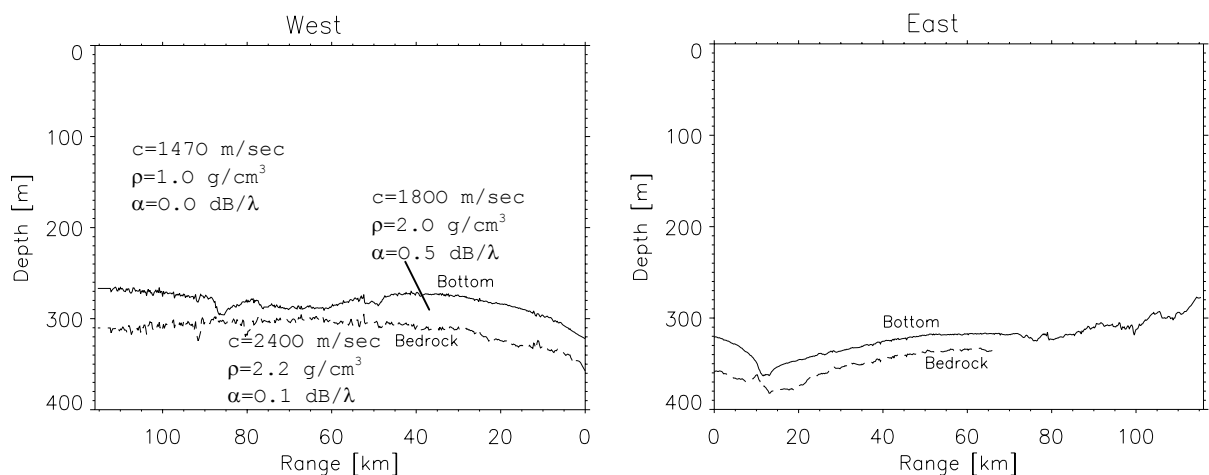 West
0
100
200
300
400
Depth [m]
c=1470 m/sec
ρ=1.0 g/cm³
α=0.0 dB/λ
c=1800 m/sec
ρ=2.0 g/cm³
α=0.5 dB/λ
Bottom
Bedrock
c=2400 m/sec
ρ=2.2 g/cm³
α=0.1 dB/λ
100 80 60 40 20 0
Range [km]
East
0
100
200
300
400
Depth [m]
Bottom
Bedrock
0 20 40 60 80 100
Range [km]